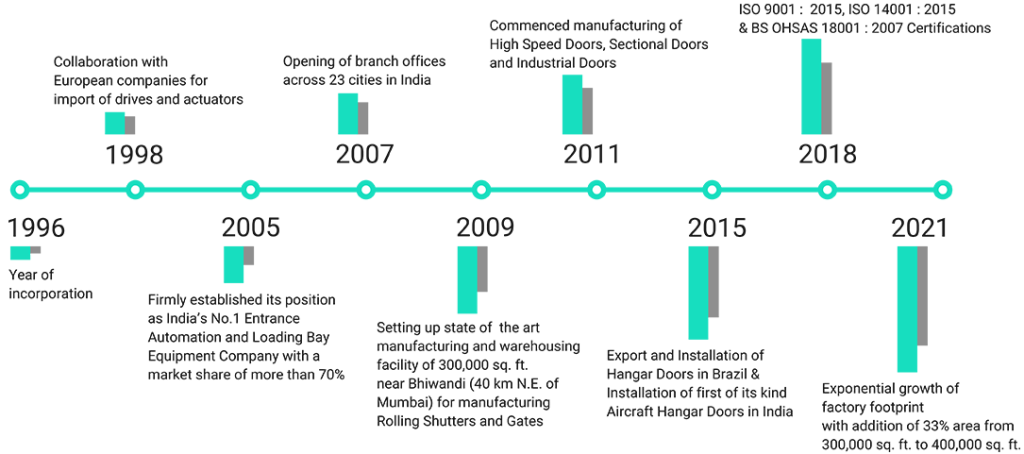 ISO 9001 : 2015, ISO 14001 : 2015
& BS OHSAS 18001 : 2007 Certifications
Commenced manufacturing of
High Speed Doors, Sectional Doors
and Industrial Doors
Collaboration with
European companies for
import of drives and actuators
Opening of branch offices
across 23 cities in India
1998
2007
2011
2018
1996
2005
2009
2015
2021
Year of
incorporation
Firmly established its position
as India's No.1 Entrance
Automation and Loading Bay
Equipment Company with a
market share of more than 70%
Setting up state of the art
manufacturing and warehousing
facility of 300,000 sq. ft.
near Bhiwandi (40 km N.E. of
Mumbai) for manufacturing
Rolling Shutters and Gates
Export and Installation of
Hangar Doors in Brazil &
Installation of first of its kind
Aircraft Hangar Doors in India
Exponential growth of
factory footprint
with addition of 33% area from
300,000 sq. ft. to 400,000 sq. ft.